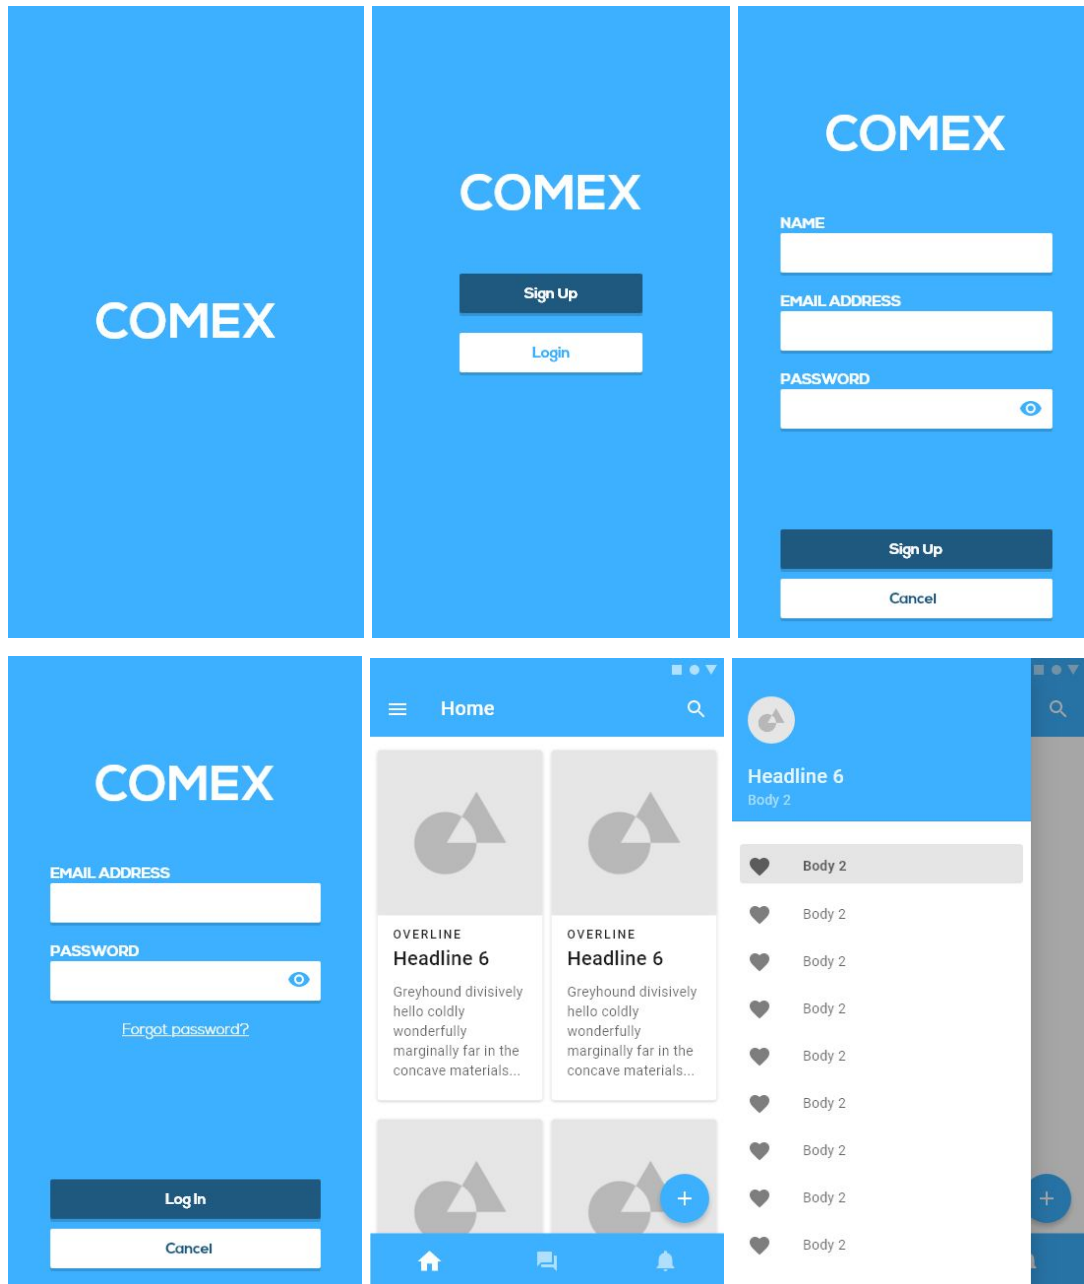 COMEX
COMEX
Sign Up
Login
COMEX
NAME
EMAIL ADDRESS
PASSWORD
Sign Up
Cancel
COMEX
EMAIL ADDRESS
PASSWORD
Forgot password?
Log In
Cancel
Home
OVERLINE
Headline 6
Greyhound divisively
hello coldly
wonderfully
marginally far in the
concave materials...
OVERLINE
Headline 6
Greyhound divisively
hello coldly
wonderfully
marginally far in the
concave materials...
Headline 6
Body 2
Body 2
Body 2
Body 2
Body 2
Body 2
Body 2
Body 2
Body 2
Body 2